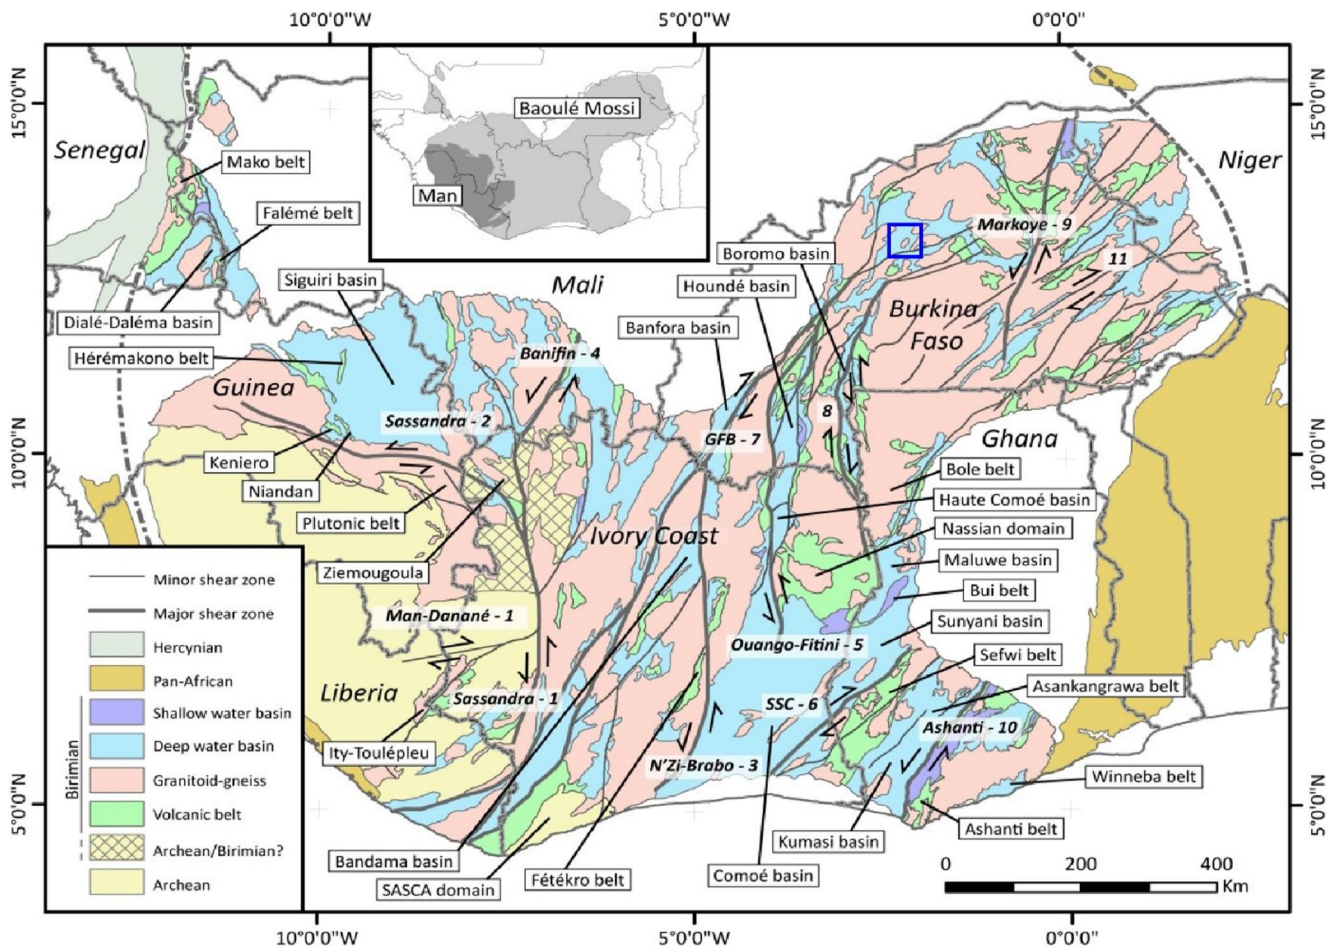 10°0'0"W
5°0'0"W
0°0'0"
15°0'0"N
15°0'0"N
Baoulé Mossi
Man
Senegal
Niger
Mako belt
Falémé belt
Markoye - 9
Boromo basin
11
Siguiri basin
Mali
Houndé basin
Dialé-Daléma basin
Banfora basin
Burkina
Faso
Hérémakono belt
Banifin - 4
Guinea
Sassandra - 2
8
GFB - 7
Ghana
10°0'0"N
10°0'0"N
Keniero
Bole belt
Niandan
Haute Comoé basin
Plutonic belt
Nassian domain
Ivory Coast
Maluwe basin
Ziemougoula
Bui belt
Man-Danané - 1
Sunyani basin
Ouango-Fitini - 5
Sefwi belt
Liberia
Asankangrawa belt
Sassandra - 1
SSC - 6
Ashanti - 10
Ity-Toulépleu
N'Zi-Brabo - 3
Winneba belt
5°0'0"N
5°0'0"N
Ashanti belt
Kumasi basin
Bandama basin
Comoé basin
SASCA domain
Fétékro belt
Minor shear zone
Major shear zone
Hercynian
Pan-African
Birimian
Shallow water basin
Deep water basin
Granitoid-gneiss
Volcanic belt
Archean/Birimian?
Archean
0 200 400
Km
10°0'0"W
5°0'0"W
0°0'0"